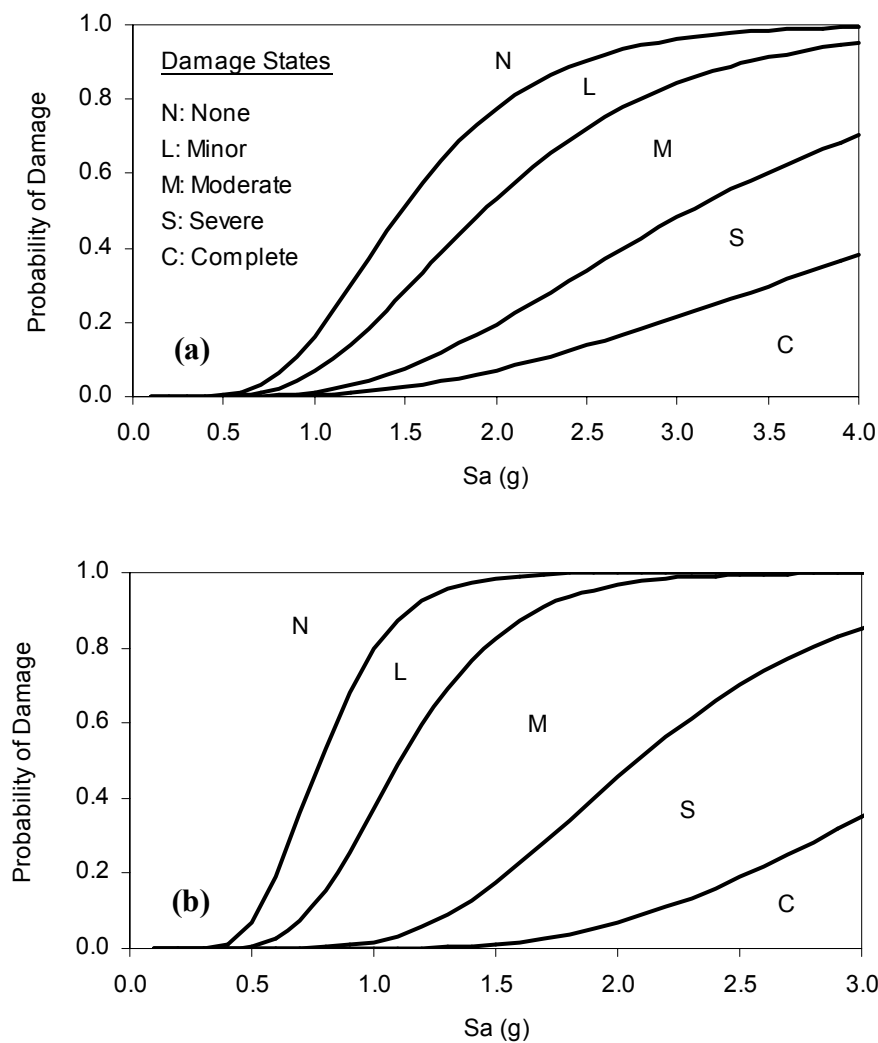 1.0
0.8
0.6
0.4
0.2
0.0
Probability of Damage
Damage States
N: None
L: Minor
M: Moderate
S: Severe
C: Complete
(a)
N
L
M
S
C
0.0 0.5 1.0 1.5 2.0 2.5 3.0 3.5 4.0
Sa (g)
1.0
0.8
0.6
0.4
0.2
0.0
Probability of Damage
(b)
N
L
M
S
C
0.0 0.5 1.0 1.5 2.0 2.5 3.0
Sa (g)